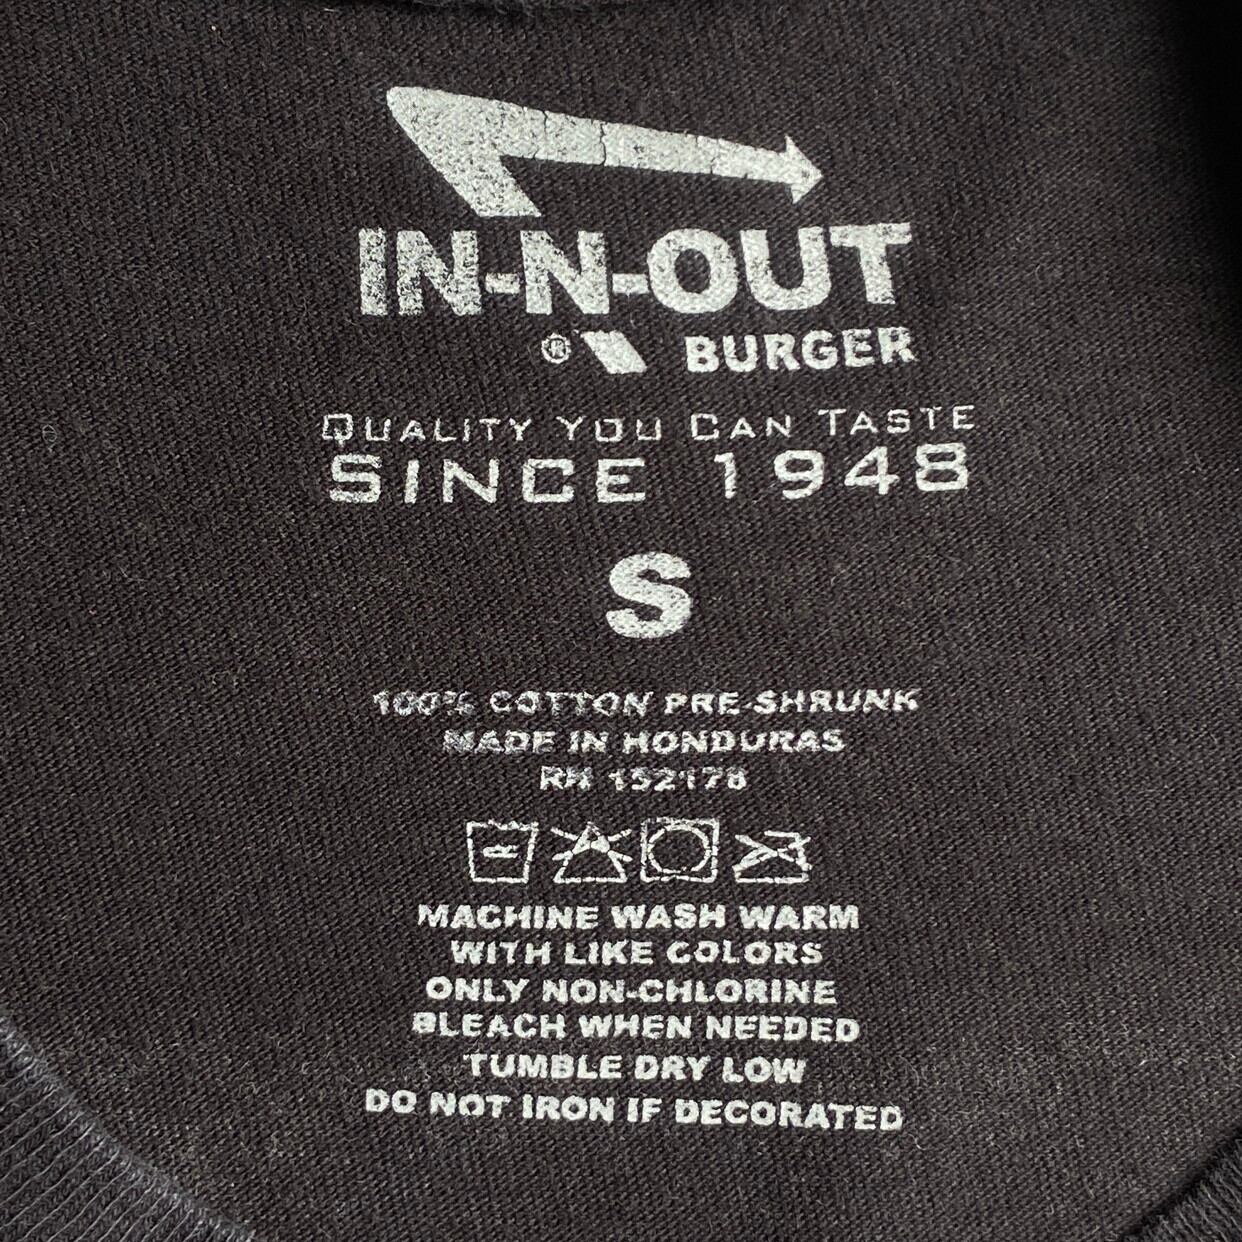 IN-N-OUT
® BURGER
QUALITY YOU CAN TASTE
SINCE 1948
S
100% COTTON PRE-SHRUNK
MADE IN HONDURAS
RN 152178
MACHINE WASH WARM
WITH LIKE COLORS
ONLY NON-CHLORINE
BLEACH WHEN NEEDED
TUMBLE DRY LOW
DO NOT IRON IF DECORATED